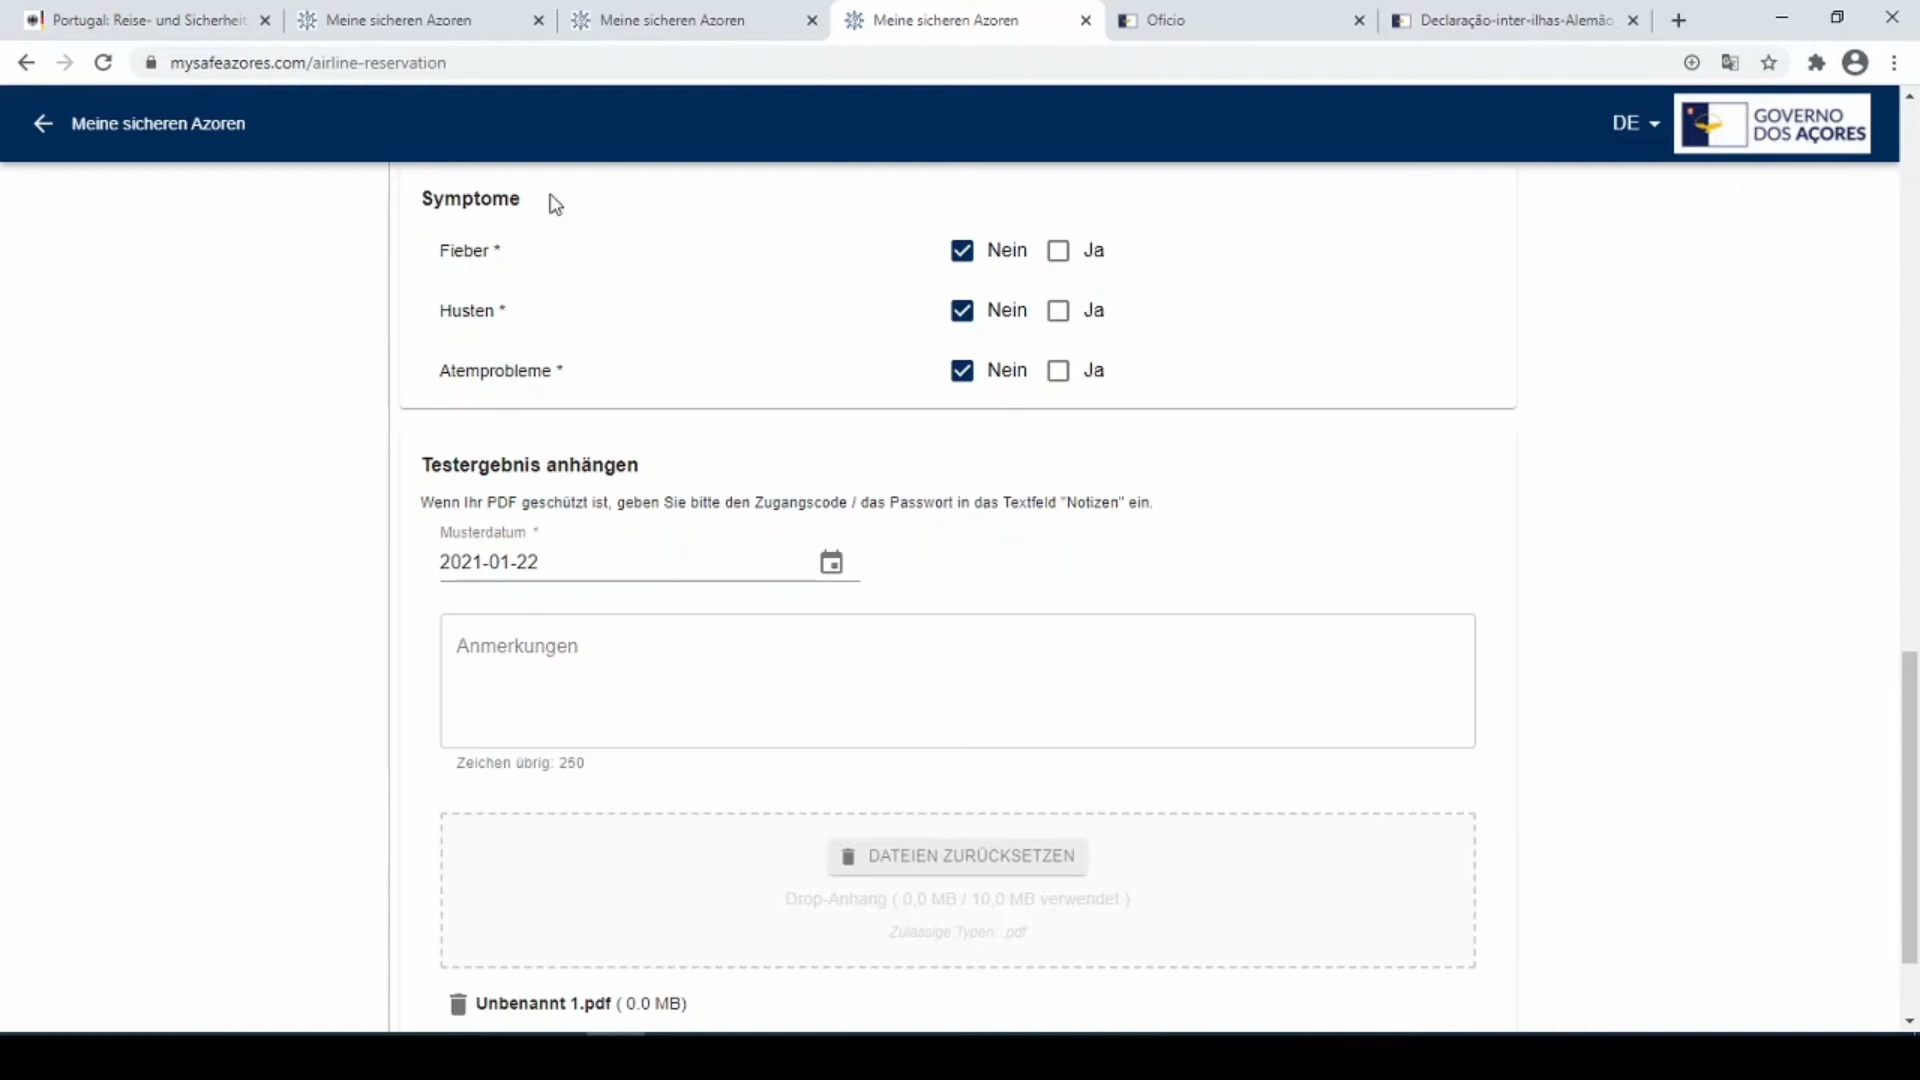 Portugal: Reise- und Sicherheit
Meine sicheren Azoren
Meine sicheren Azoren
Meine sicheren Azoren
Ofício
Declaração-inter-ilhas-Alemão
mysafeazores.com/airline-reservation
Meine sicheren Azoren
DE
GOVERNO
DOS AÇORES
Symptome
Fieber * Nein Ja
Husten * Nein Ja
Atemprobleme * Nein Ja
Testergebnis anhängen
Wenn Ihr PDF geschützt ist, geben Sie bitte den Zugangscode / das Passwort in das Textfeld "Notizen" ein.
Musterdatum *
2021-01-22
Anmerkungen
Zeichen übrig: 250
DATEIEN ZURÜCKSETZEN
Drop-Anhang ( 0,0 MB / 10,0 MB verwendet )
Zulässige Typen: .pdf
Unbenannt 1.pdf ( 0.0 MB)